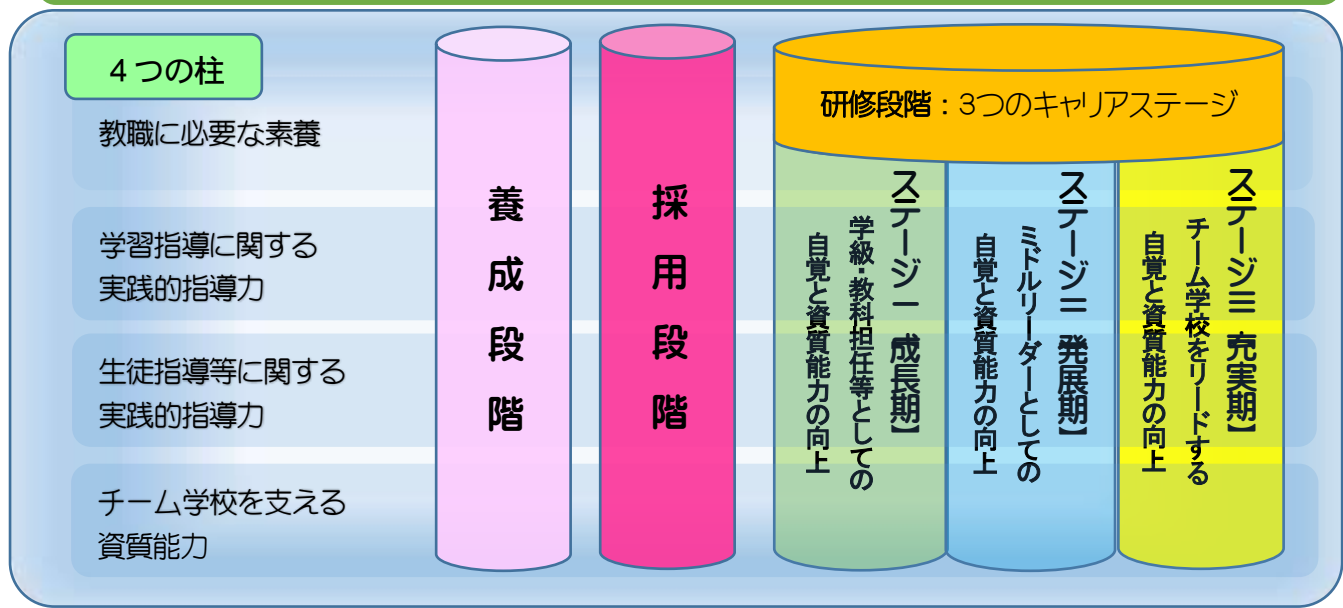 4つの柱
教職に必要な素養
学習指導に関する
実践的指導力
生徒指導等に関する
実践的指導力
チーム学校を支える
資質能力
養成段階
採用段階
研修段階：3つのキャリアステージ
ステージⅠ 成長期】
学級・教科担任等としての
自覚と資質能力の向上
ステージⅡ 発展期】
ミドルリーダーとしての
自覚と資質能力の向上
ステージⅢ 充実期】
チーム学校をリードする
自覚と資質能力の向上